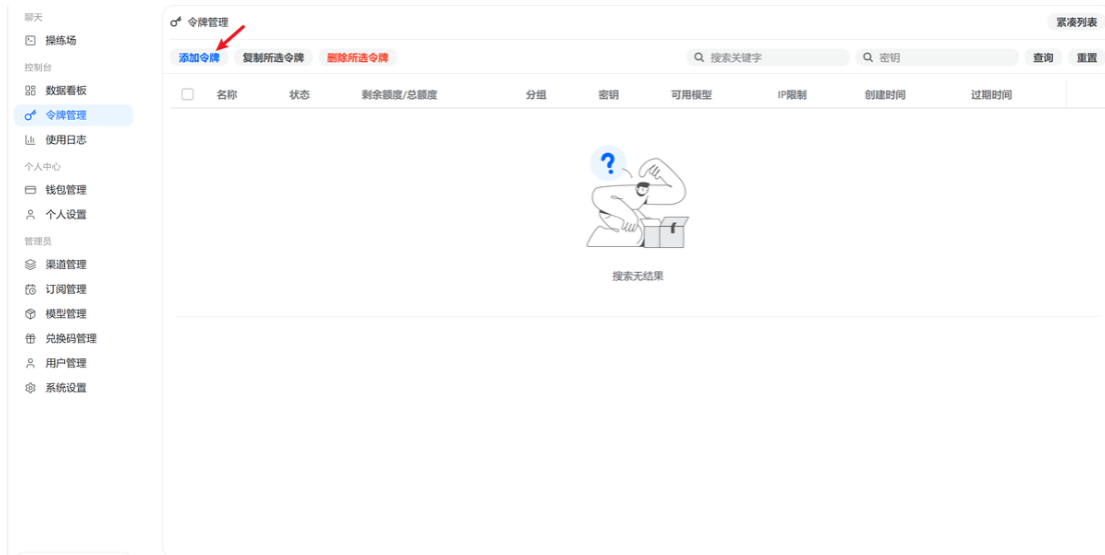 聊天
操练场
控制台
数据看板
令牌管理
使用日志
个人中心
钱包管理
个人设置
管理员
渠道管理
订阅管理
模型管理
兑换码管理
用户管理
系统设置
令牌管理 紧凑列表
添加令牌 复制所选令牌 删除所选令牌 搜索关键字 密钥 查询 重置
名称 状态 剩余额度/总额度 分组 密钥 可用模型 IP限制 创建时间 过期时间
?
搜索无结果